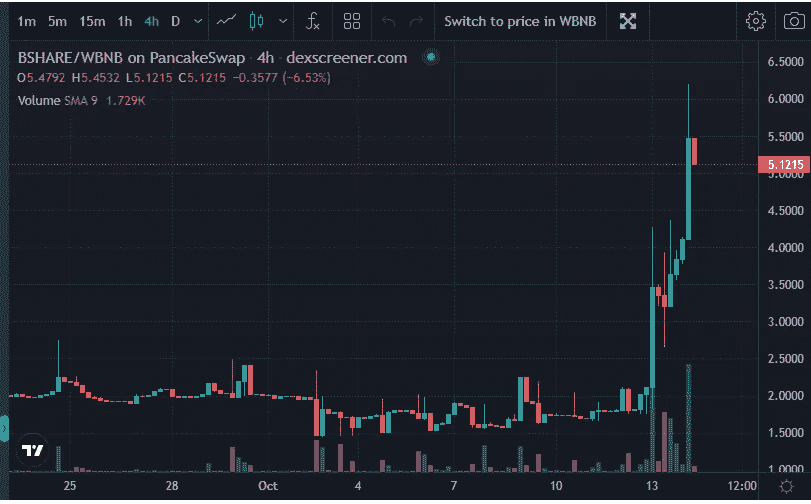 1m 5m 15m 1h 4h D Switch to price in WBNB
BSHARE/WBNB on PancakeSwap · 4h · dexscreener.com
O5.4792 H5.4532 L5.1215 C5.1215 −0.3577 (−6.53%)
Volume SMA 9 1.729K
6.5000
6.0000
5.5000
5.1215
5.0000
4.5000
4.0000
3.5000
3.0000
2.5000
2.0000
1.5000
1.0000
25 28 Oct 4 7 10 13 12:00